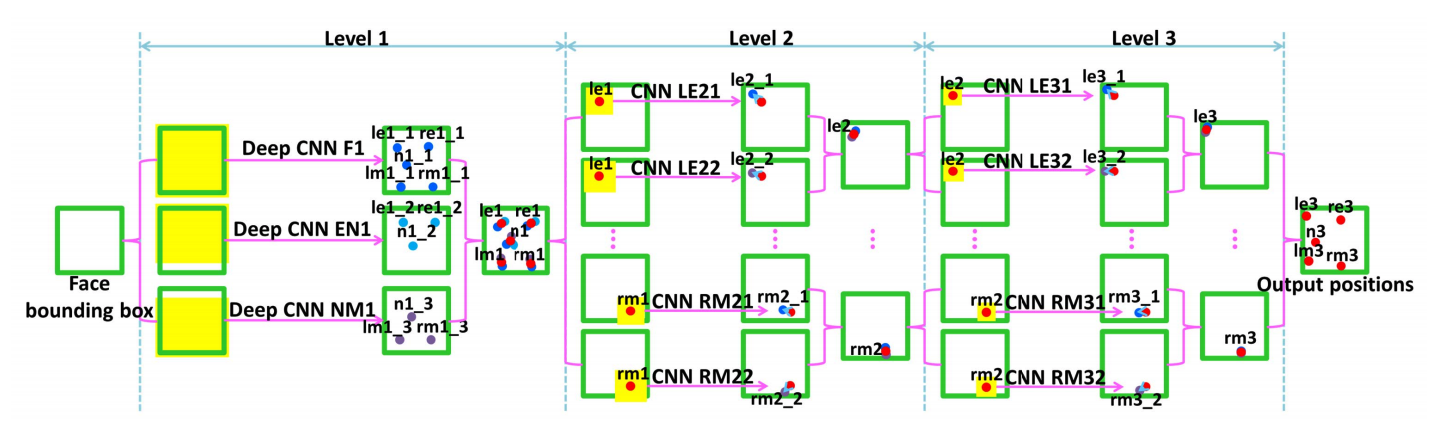 Level 1
Level 2
Level 3
Face
bounding box
Deep CNN F1
Deep CNN EN1
Deep CNN NM1
le1_1 re1_1
n1_1
lm1_1 rm1_1
le1_2 re1_2
n1_2
n1_3
lm1_3 rm1_3
le1 re1
n1
lm1 rm1
le1
CNN LE21
le2_1
le1
CNN LE22
le2_2
le2
rm1
CNN RM21
rm2_1
rm1
CNN RM22
rm2_2
rm2
le2
CNN LE31
le3_1
le2
CNN LE32
le3_2
le3
rm2
CNN RM31
rm3_1
rm2
CNN RM32
rm3_2
rm3
le3 re3
n3
lm3 rm3
Output positions